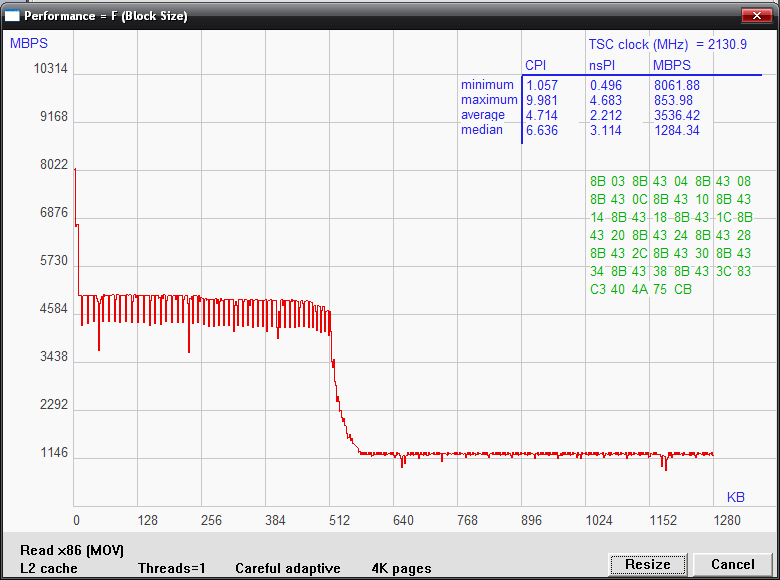 Performance = F (Block Size)
MBPS
TSC clock (MHz) = 2130.9
CPI nsPI MBPS
minimum 1.057 0.496 8061.88
maximum 9.981 4.683 853.98
average 4.714 2.212 3536.42
median 6.636 3.114 1284.34
10314
9168
8022
6876
5730
4584
3438
2292
1146
8B 03 8B 43 04 8B 43 08
8B 43 0C 8B 43 10 8B 43
14 8B 43 18 8B 43 1C 8B
43 20 8B 43 24 8B 43 28
8B 43 2C 8B 43 30 8B 43
34 8B 43 38 8B 43 3C 83
C3 40 4A 75 CB
KB
0 128 256 384 512 640 768 896 1024 1152 1280
Read x86 (MOV)
L2 cache Threads=1 Careful adaptive 4K pages
Resize Cancel